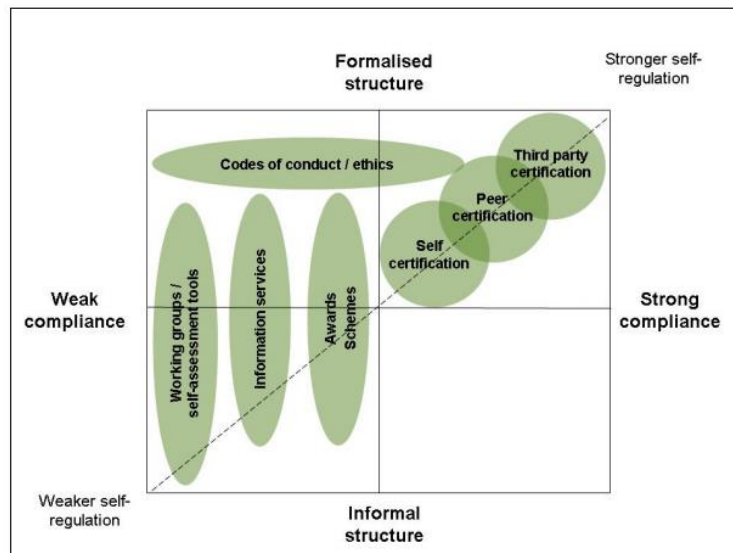 Formalised
structure
Stronger self-
regulation
Codes of conduct / ethics
Third party
certification
Peer
certification
Self
certification
Working groups /
self-assessment tools
Information services
Awards
Schemes
Weak
compliance
Strong
compliance
Weaker self-
regulation
Informal
structure